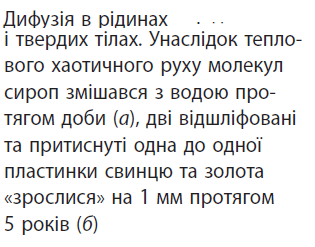 Дифузія в рідинах
і твердих тілах. Унаслідок тепло-
вого хаотичного руху молекул
сироп змішався з водою про-
тягом доби (а), дві відшліфовані
та притиснуті одна до одної
пластинки свинцю та золота
«зрослися» на 1 мм протягом
5 років (б)